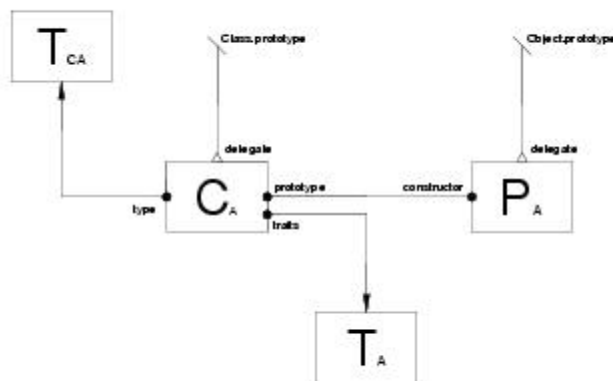 T CA
Class.prototype
Object.prototype
delegate
delegate
type
C A
prototype
constructor
P A
traits
T A